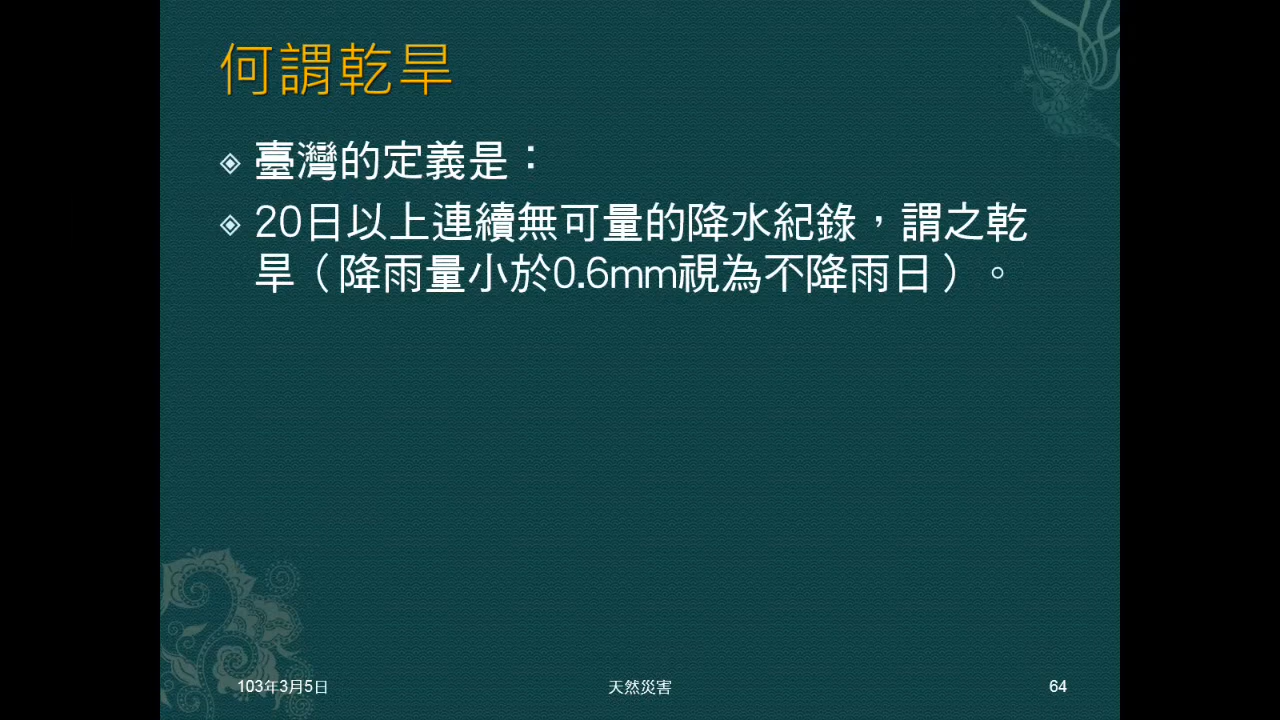 何謂乾旱
臺灣的定義是：
20日以上連續無可量的降水紀錄，謂之乾
旱（降雨量小於0.6mm視為不降雨日）。
103年3月5日
天然災害
64